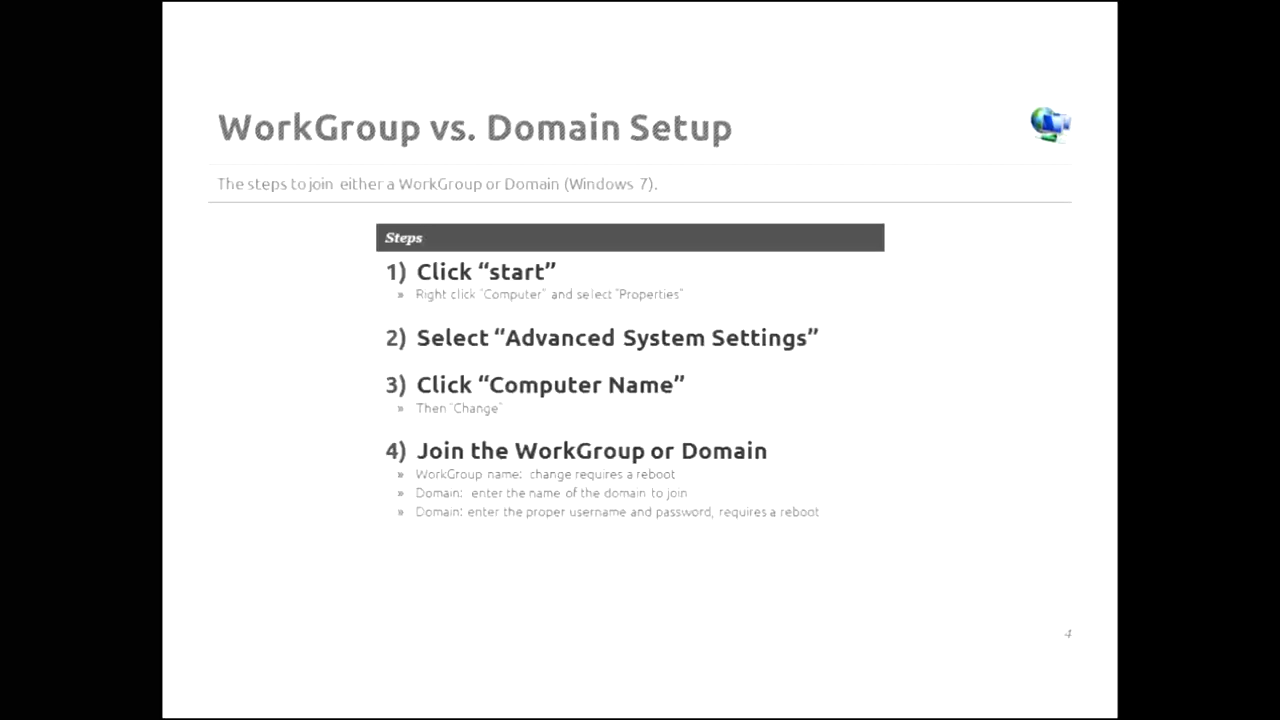 WorkGroup vs. Domain Setup
The steps to join either a WorkGroup or Domain (Windows 7).
Steps
1) Click “start”
» Right click "Computer" and select "Properties"
2) Select “Advanced System Settings”
3) Click “Computer Name”
» Then "Change"
4) Join the WorkGroup or Domain
» WorkGroup name: change requires a reboot
» Domain: enter the name of the domain to join
» Domain: enter the proper username and password, requires a reboot
4